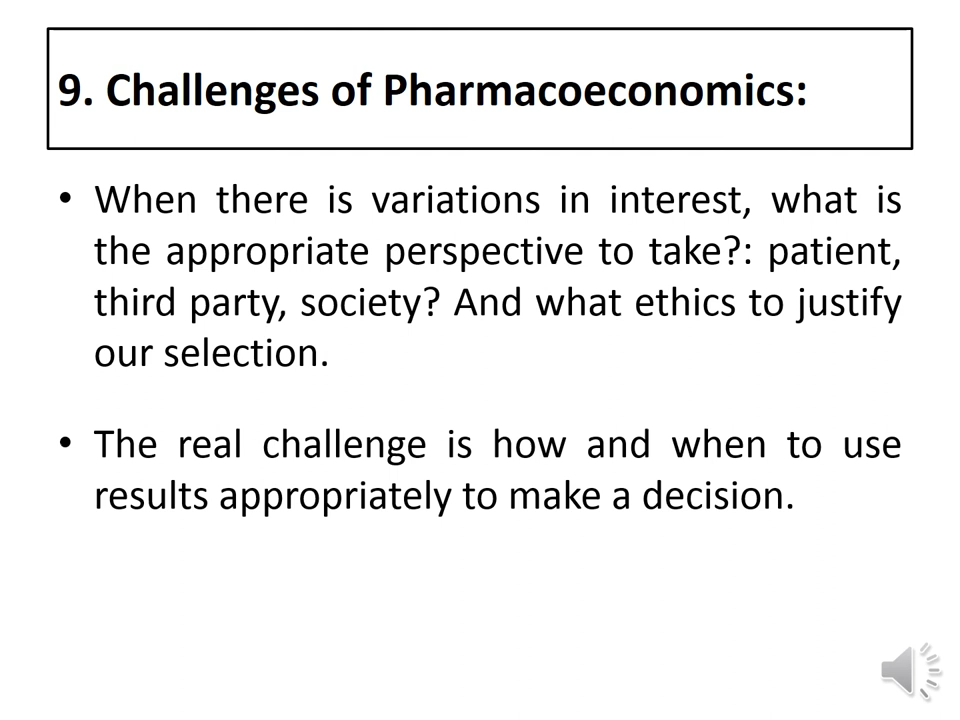 9. Challenges of Pharmacoeconomics:
• When there is variations in interest, what is
the appropriate perspective to take?: patient,
third party, society? And what ethics to justify
our selection.
• The real challenge is how and when to use
results appropriately to make a decision.